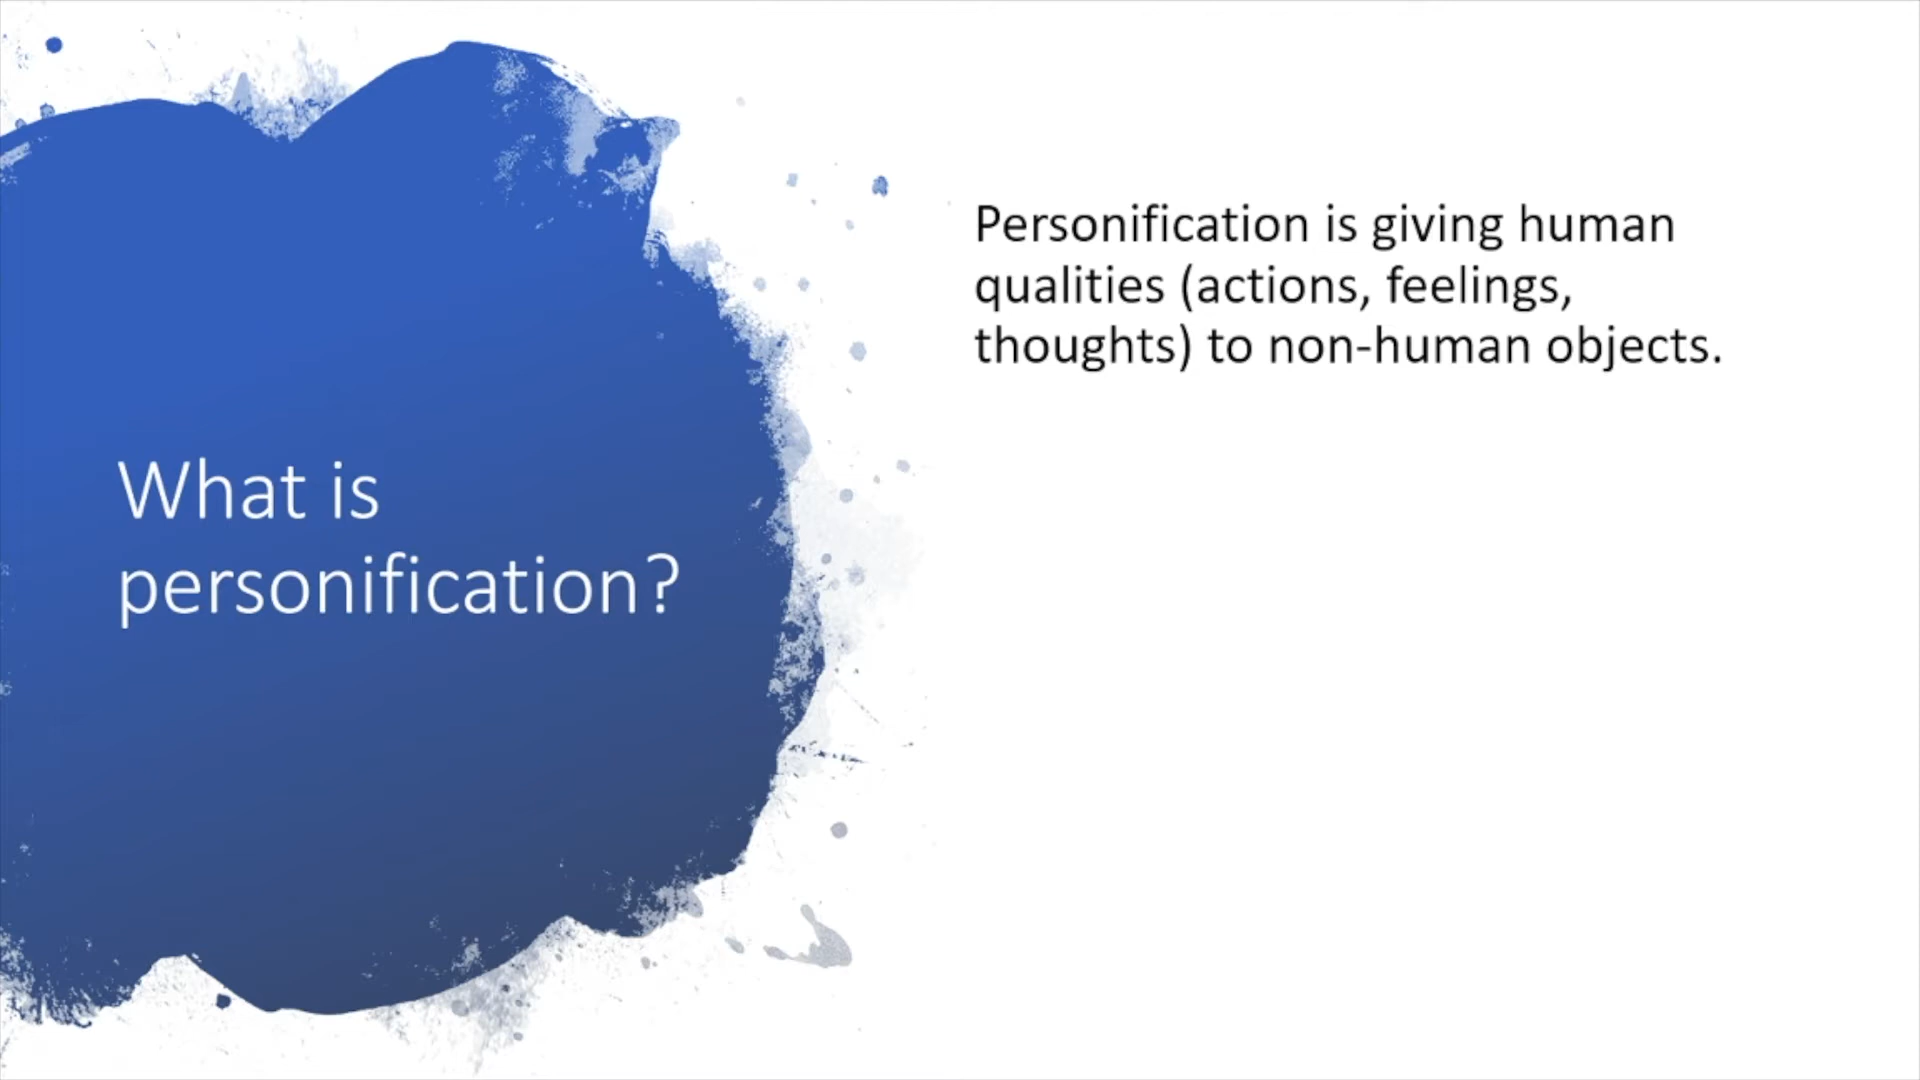 What is
personification?
Personification is giving human
qualities (actions, feelings,
thoughts) to non-human objects.